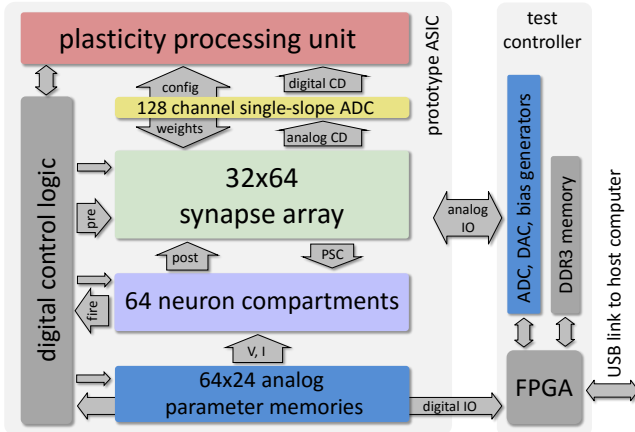 plasticity processing unit
config
digital CD
128 channel single-slope ADC
weights
analog CD
32x64
synapse array
pre
post
PSC
64 neuron compartments
fire
V, I
64x24 analog
parameter memories
digital control logic
prototype ASIC
analog
IO
digital IO
test
controller
ADC, DAC, bias generators
DDR3 memory
FPGA
USB link to host computer